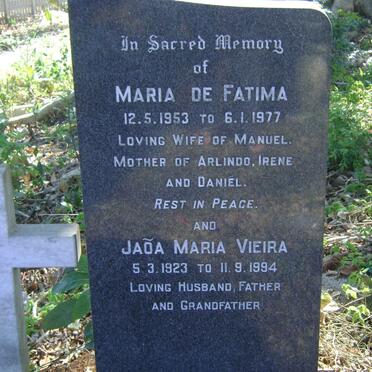 In Sacred Memory
of
MARIA DE FATIMA
12.5.1953 TO 6.1.1977
LOVING WIFE OF MANUEL.
MOTHER OF ARLINDO, IRENE
AND DANIÉL.
REST IN PEACE.
AND
JAÕA MARIA VIEIRA
5.3.1923 TO 11.9.1994
LOVING HUSBAND, FATHER
AND GRANDFATHER